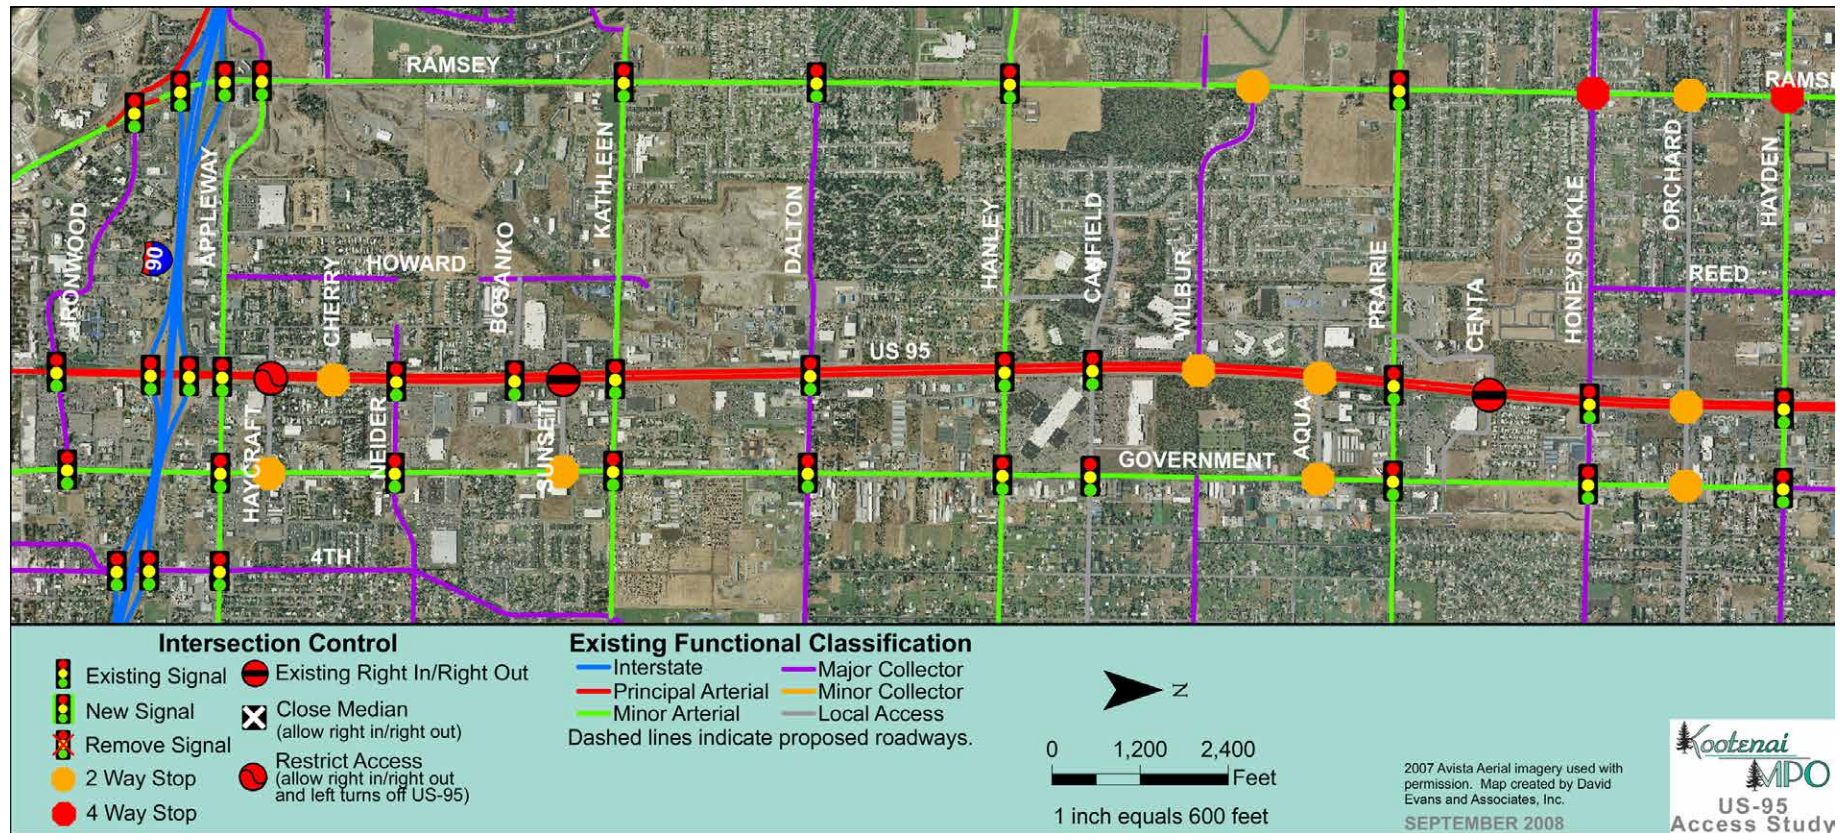 RAMSEY
RAMSE
IRONWOOD
90
APPLEWAY
CHERRY
HOWARD
BOSANKO
KATHLEEN
DALTON
HANLEY
CANFIELD
WILBUR
PRAIRIE
CENTA
HONEYSUCKLE
ORCHARD
HAYDEN
REED
US 95
HAYCRAFT
NEIDER
SUNSET
AQUA
GOVERNMENT
4TH
Intersection Control
Existing Signal
New Signal
Remove Signal
2 Way Stop
4 Way Stop
Existing Right In/Right Out
Close Median
(allow right in/right out)
Restrict Access
(allow right in/right out
and left turns off US-95)
Existing Functional Classification
Interstate
Principal Arterial
Minor Arterial
Major Collector
Minor Collector
Local Access
Dashed lines indicate proposed roadways.
N
0 1,200 2,400
Feet
1 inch equals 600 feet
2007 Avista Aerial imagery used with
permission. Map created by David
Evans and Associates, Inc.
SEPTEMBER 2008
Kootenai
MPO
US-95
Access Study